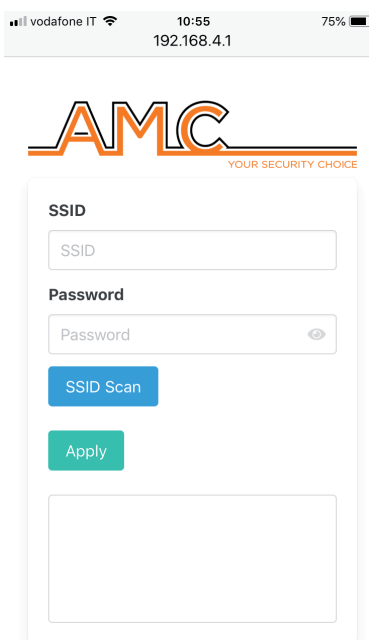 vodafone IT 10:55 75%
192.168.4.1
AMC
YOUR SECURITY CHOICE
SSID
SSID
Password
Password
SSID Scan
Apply